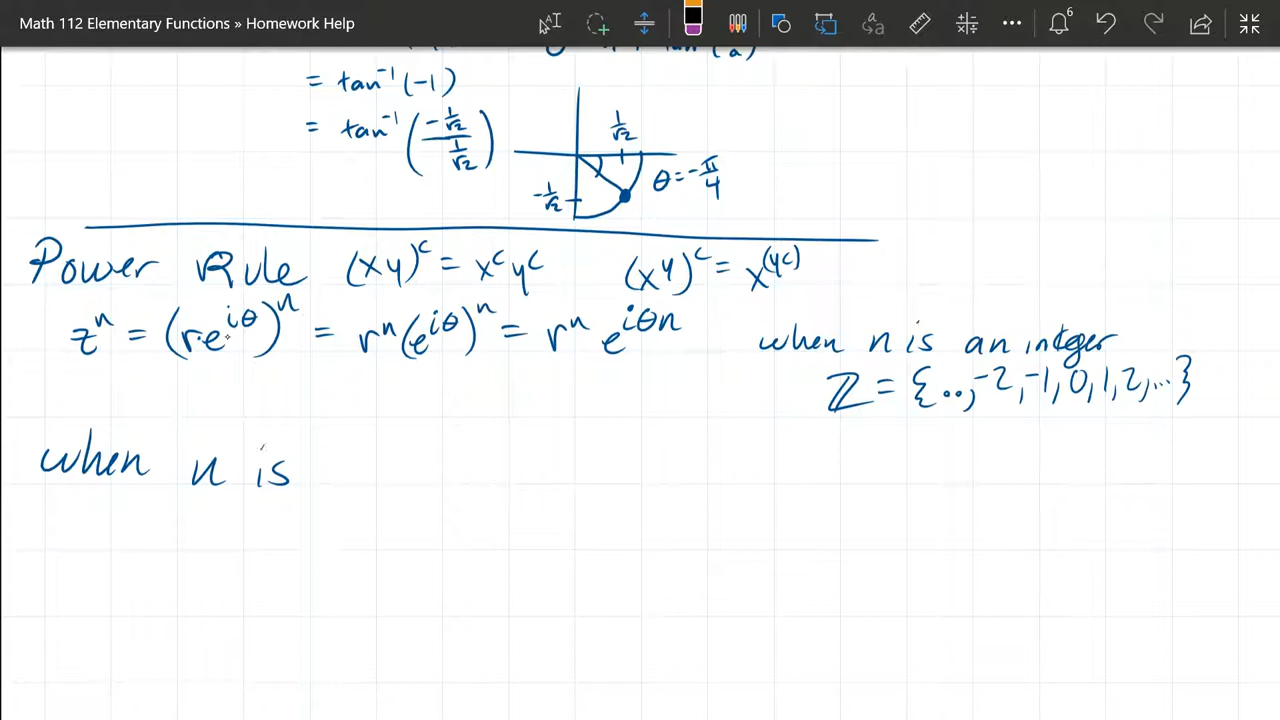 Math 112 Elementary Functions » Homework Help
6
= tan⁻¹(-1)
= tan⁻¹((-1/√2)/(1/√2))
1/√2
-1/√2
θ = -π/4
Power Rule (xy)^c = x^c y^c (x^y)^c = x^(yc)
z^n = (r·e^{iθ})^n = r^n (e^{iθ})^n = r^n e^{iθn}
when n is an integer
ℤ = {..,-2,-1,0,1,2,...}
when n is